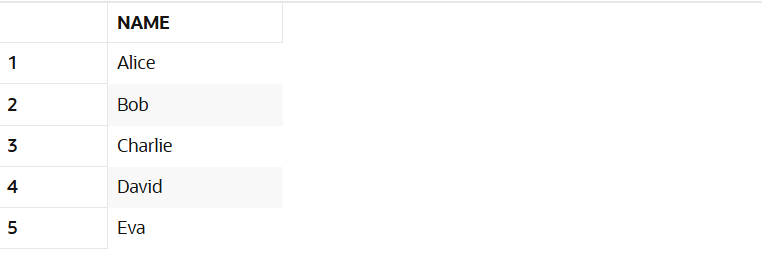 NAME
1 Alice
2 Bob
3 Charlie
4 David
5 Eva